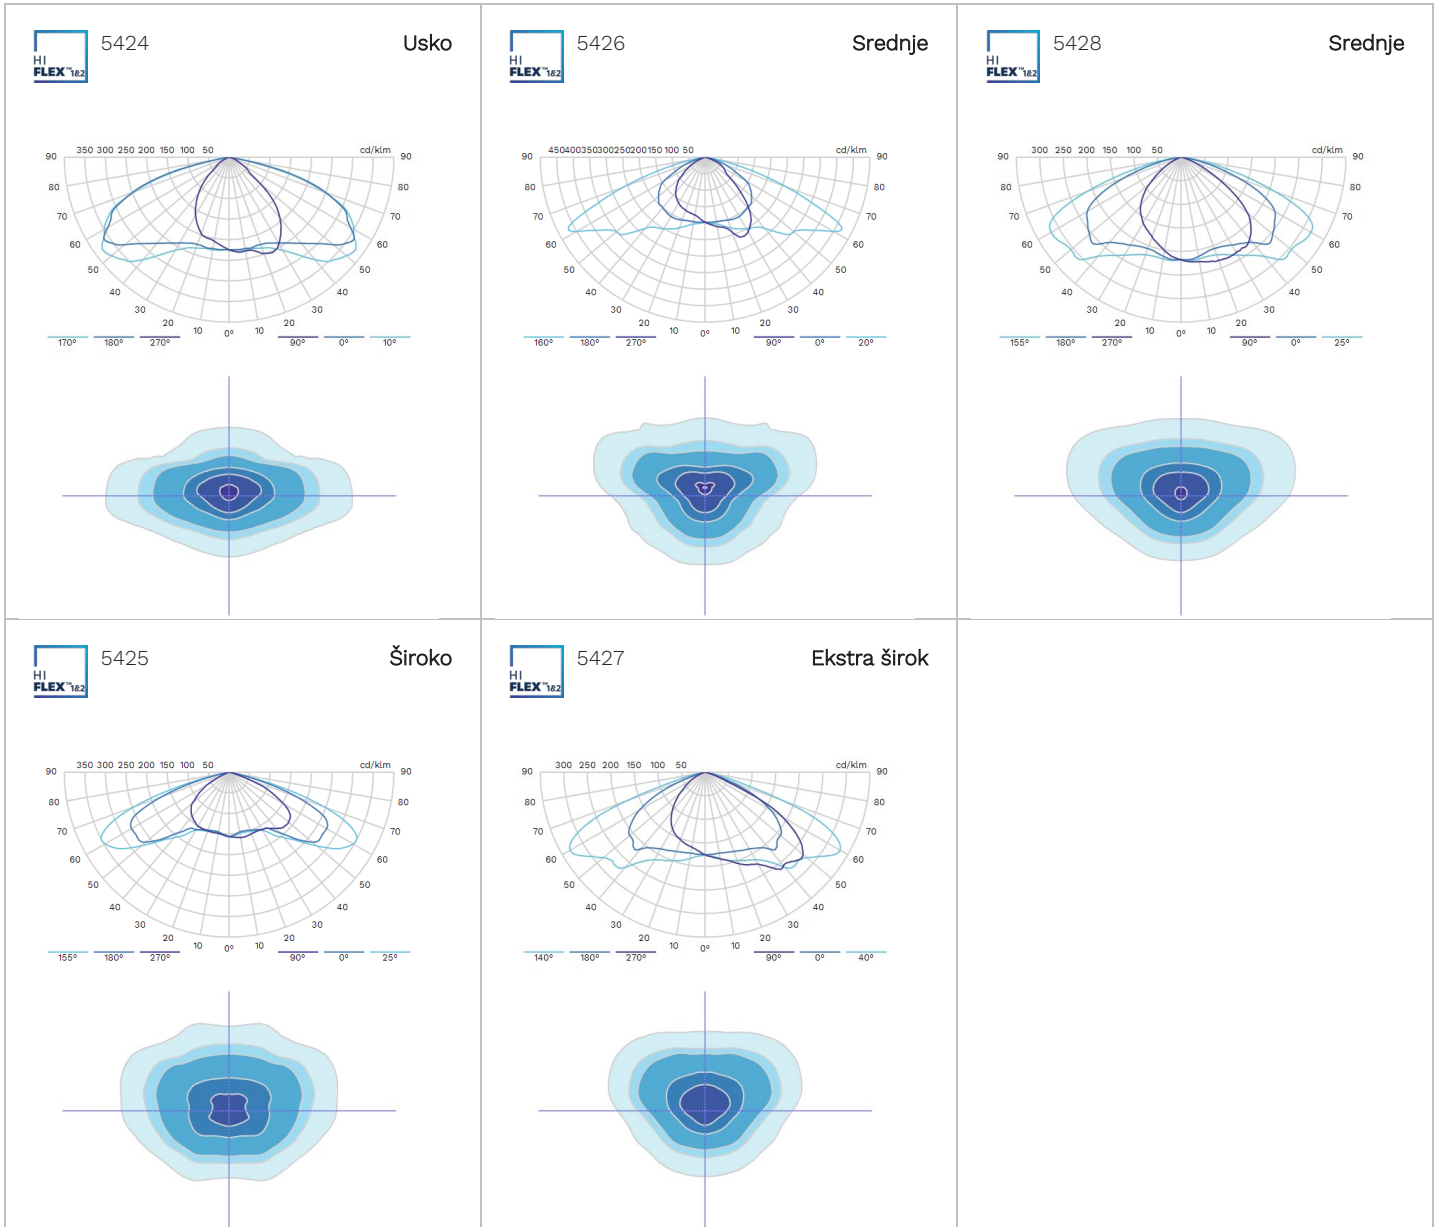 HI
FLEX™1&2
5424
Usko
350 300 250 200 150 100 50 cd/klm
90 90
80 80
70 70
60 60
50 50
40 40
30 30
20 20
10 0° 10
170° 180° 270° 90° 0° 10°
HI
FLEX™1&2
5426
Srednje
450400350300250200150 100 50 cd/klm
90 90
80 80
70 70
60 60
50 50
40 40
30 30
20 20
10 0° 10
160° 180° 270° 90° 0° 20°
HI
FLEX™1&2
5428
Srednje
300 250 200 150 100 50 cd/klm
90 90
80 80
70 70
60 60
50 50
40 40
30 30
20 20
10 0° 10
155° 180° 270° 90° 0° 25°
HI
FLEX™1&2
5425
Široko
350 300 250 200 150 100 50 cd/klm
90 90
80 80
70 70
60 60
50 50
40 40
30 30
20 20
10 0° 10
155° 180° 270° 90° 0° 25°
HI
FLEX™1&2
5427
Ekstra širok
300 250 200 150 100 50 cd/klm
90 90
80 80
70 70
60 60
50 50
40 40
30 30
20 20
10 0° 10
140° 180° 270° 90° 0° 40°